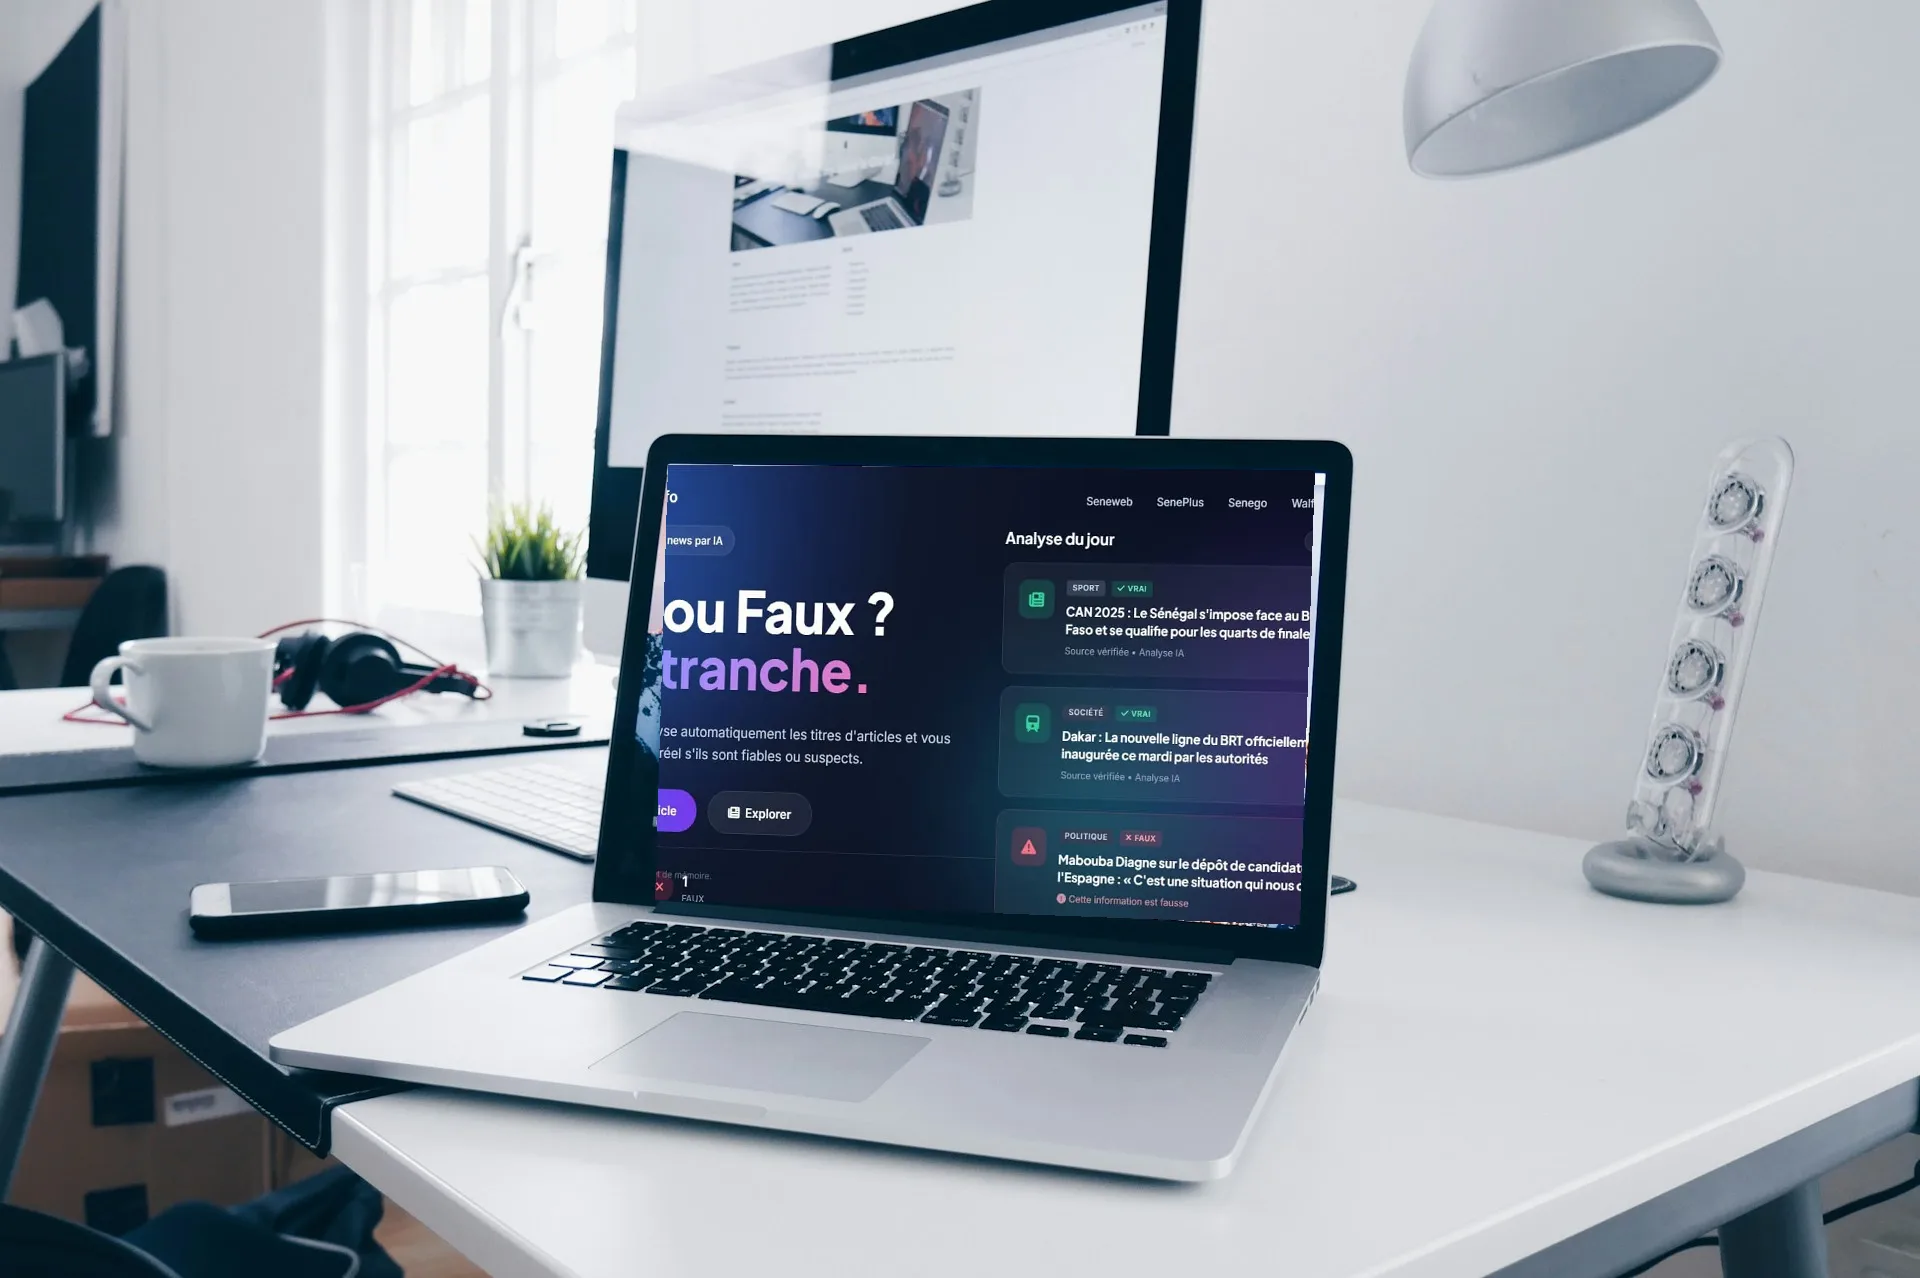 fo
Seneweb SenePlus Senego Walf
news par IA
ou Faux ?
tranche.
yse automatiquement les titres d'articles et vous
réel s'ils sont fiables ou suspects.
icle
Explorer
t de mémoire.
1
FAUX
Analyse du jour
SPORT VRAI
CAN 2025 : Le Sénégal s'impose face au B
Faso et se qualifie pour les quarts de finale
Source vérifiée • Analyse IA
SOCIÉTÉ VRAI
Dakar : La nouvelle ligne du BRT officiellem
inaugurée ce mardi par les autorités
Source vérifiée • Analyse IA
POLITIQUE FAUX
Mabouba Diagne sur le dépôt de candidat
l'Espagne : « C'est une situation qui nous c
Cette information est fausse